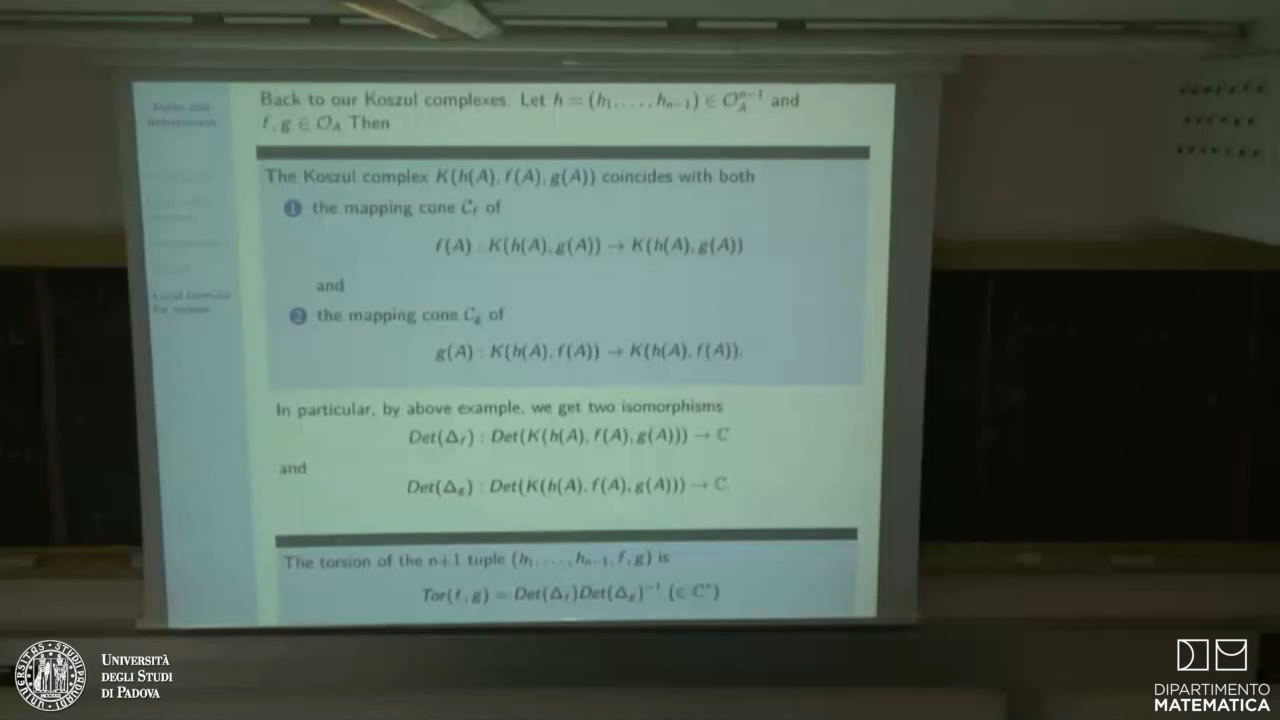 Index and
Back to our Koszul complexes. Let h = (h₁, . . . , hₙ₋₁) ∈ O_A^{n−1} and
f, g ∈ O_A Then
The Koszul complex K(h(A), f(A), g(A)) coincides with both
1 the mapping cone C_f of
f(A) : K(h(A), g(A)) → K(h(A), g(A))
and
2 the mapping cone C_g of
g(A) : K(h(A), f(A)) → K(h(A), f(A)).
In particular, by above example, we get two isomorphisms
Det(Δ_f) : Det(K(h(A), f(A), g(A))) → ℂ
and
Det(Δ_g) : Det(K(h(A), f(A), g(A))) → ℂ.
The torsion of the n+1 tuple (h₁, . . . , hₙ₋₁, f, g) is
Tor(f, g) = Det(Δ_f)Det(Δ_g)⁻¹ (∈ ℂ*)
UNIVERSITÀ
DEGLI STUDI
DI PADOVA
DIPARTIMENTO
MATEMATICA